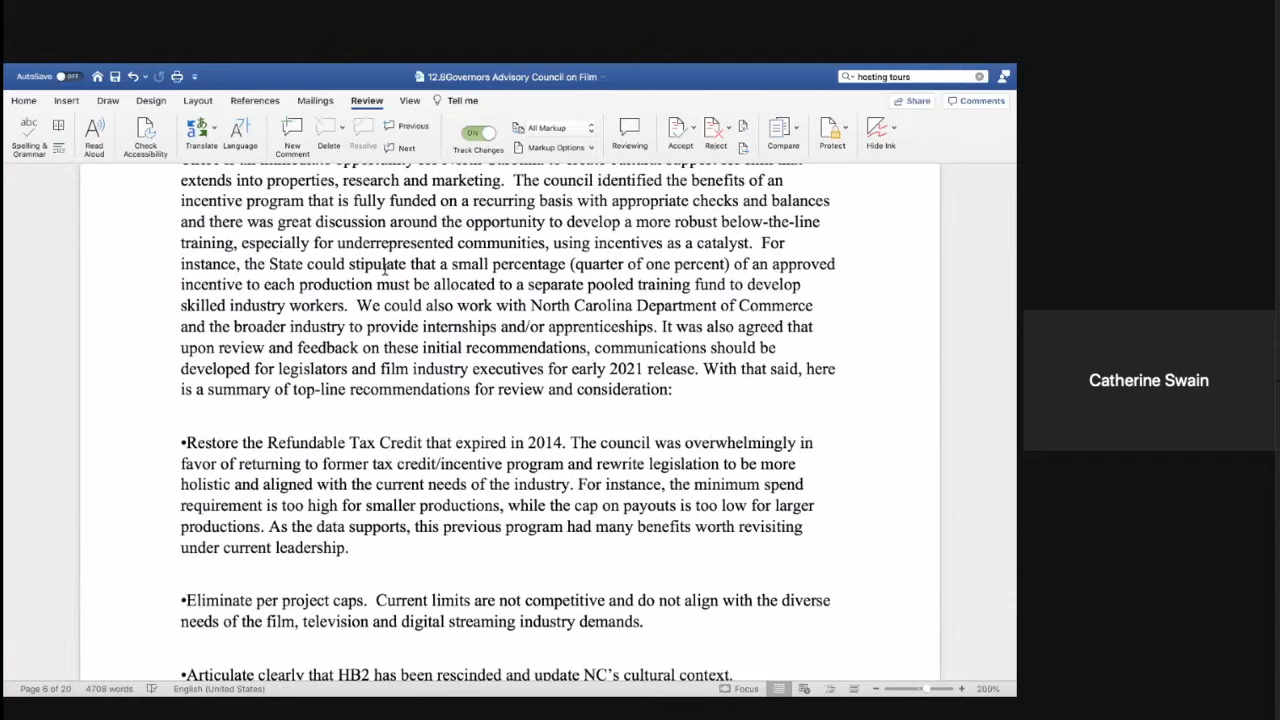 AutoSave OFF
12.8Governors Advisory Council on Film
hosting tours
Home Insert Draw Design Layout References Mailings Review View Tell me
Share Comments
abc
Spelling & Grammar
Read Aloud
Check Accessibility
Translate
Language
New Comment
Delete
Resolve
Previous
Next
ON
Track Changes
All Markup
Markup Options
Reviewing
Accept
Reject
Compare
Protect
Hide Ink
extends into properties, research and marketing. The council identified the benefits of an
incentive program that is fully funded on a recurring basis with appropriate checks and balances
and there was great discussion around the opportunity to develop a more robust below-the-line
training, especially for underrepresented communities, using incentives as a catalyst. For
instance, the State could stipulate that a small percentage (quarter of one percent) of an approved
incentive to each production must be allocated to a separate pooled training fund to develop
skilled industry workers. We could also work with North Carolina Department of Commerce
and the broader industry to provide internships and/or apprenticeships. It was also agreed that
upon review and feedback on these initial recommendations, communications should be
developed for legislators and film industry executives for early 2021 release. With that said, here
is a summary of top-line recommendations for review and consideration:
•Restore the Refundable Tax Credit that expired in 2014. The council was overwhelmingly in
favor of returning to former tax credit/incentive program and rewrite legislation to be more
holistic and aligned with the current needs of the industry. For instance, the minimum spend
requirement is too high for smaller productions, while the cap on payouts is too low for larger
productions. As the data supports, this previous program had many benefits worth revisiting
under current leadership.
•Eliminate per project caps. Current limits are not competitive and do not align with the diverse
needs of the film, television and digital streaming industry demands.
•Articulate clearly that HB2 has been rescinded and update NC's cultural context.
Page 6 of 20 4708 words English (United States) Focus 200%
Catherine Swain